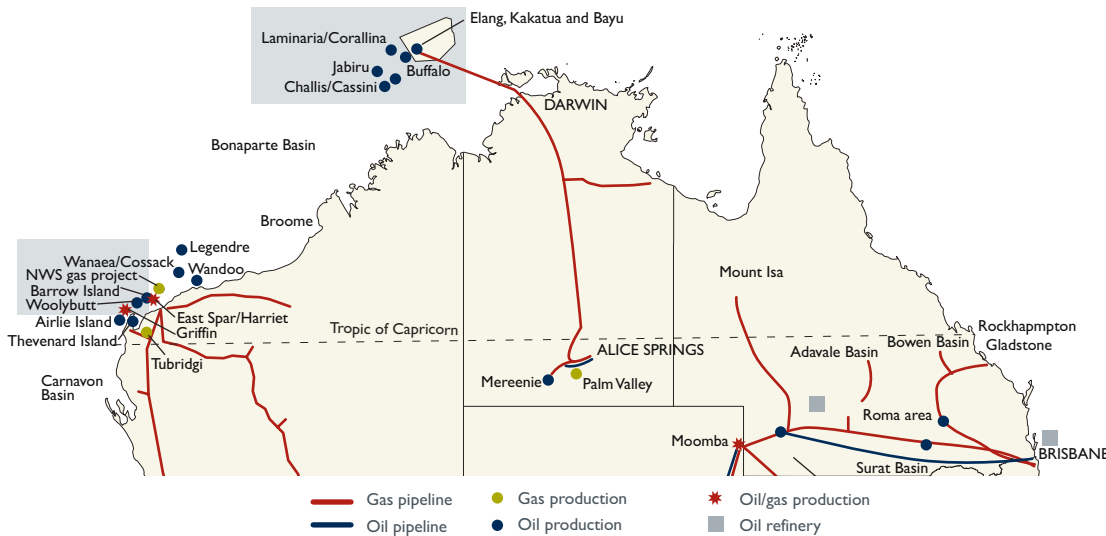 Elang, Kakatua and Bayu
Laminaria/Corallina
Jabiru
Buffalo
Challis/Cassini
DARWIN
Bonaparte Basin
Broome
Legendre
Wanaea/Cossack
Wandoo
NWS gas project
Barrow Island
Woolybutt
East Spar/Harriet
Airlie Island
Griffin
Thevenard Island
Tubridgi
Carnavon
Basin
Tropic of Capricorn
Mount Isa
ALICE SPRINGS
Mereenie
Palm Valley
Rockhapmpton
Gladstone
Bowen Basin
Adavale Basin
Roma area
Moomba
Surat Basin
BRISBANE
Gas pipeline
Gas production
Oil/gas production
Oil pipeline
Oil production
Oil refinery